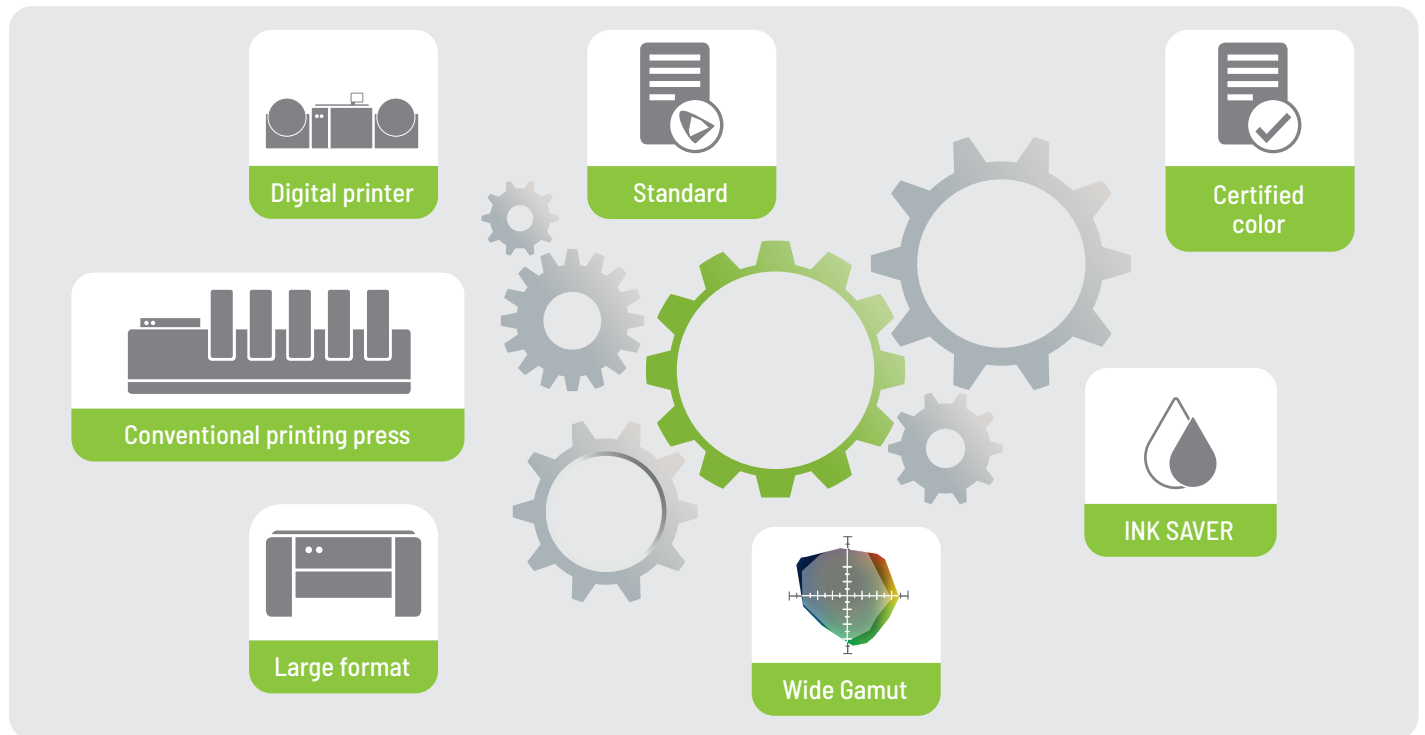 Digital printer
Standard
Certified
color
Conventional printing press
INK SAVER
Large format
Wide Gamut